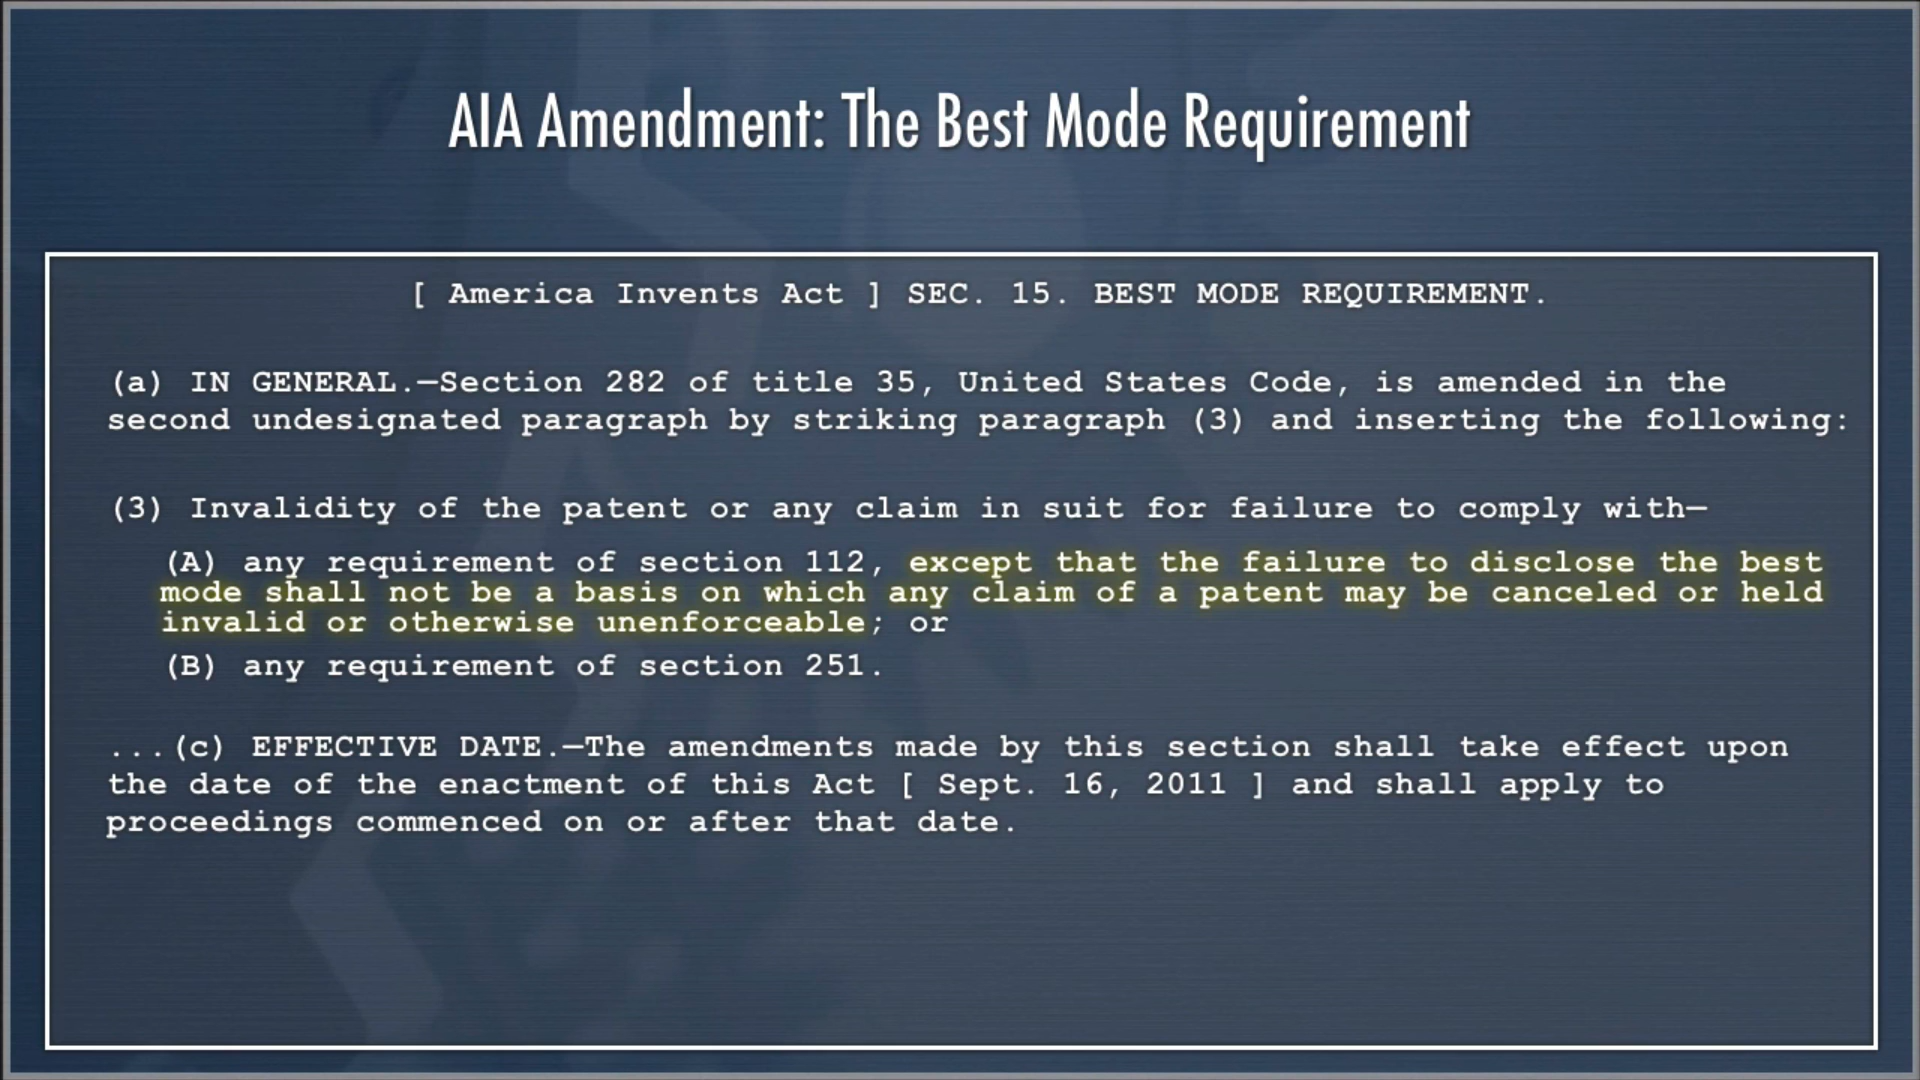 AIA Amendment: The Best Mode Requirement
[ America Invents Act ] SEC. 15. BEST MODE REQUIREMENT.
(a) IN GENERAL.—Section 282 of title 35, United States Code, is amended in the
second undesignated paragraph by striking paragraph (3) and inserting the following:
(3) Invalidity of the patent or any claim in suit for failure to comply with—
(A) any requirement of section 112, except that the failure to disclose the best
mode shall not be a basis on which any claim of a patent may be canceled or held
invalid or otherwise unenforceable; or
(B) any requirement of section 251.
...(c) EFFECTIVE DATE.—The amendments made by this section shall take effect upon
the date of the enactment of this Act [ Sept. 16, 2011 ] and shall apply to
proceedings commenced on or after that date.